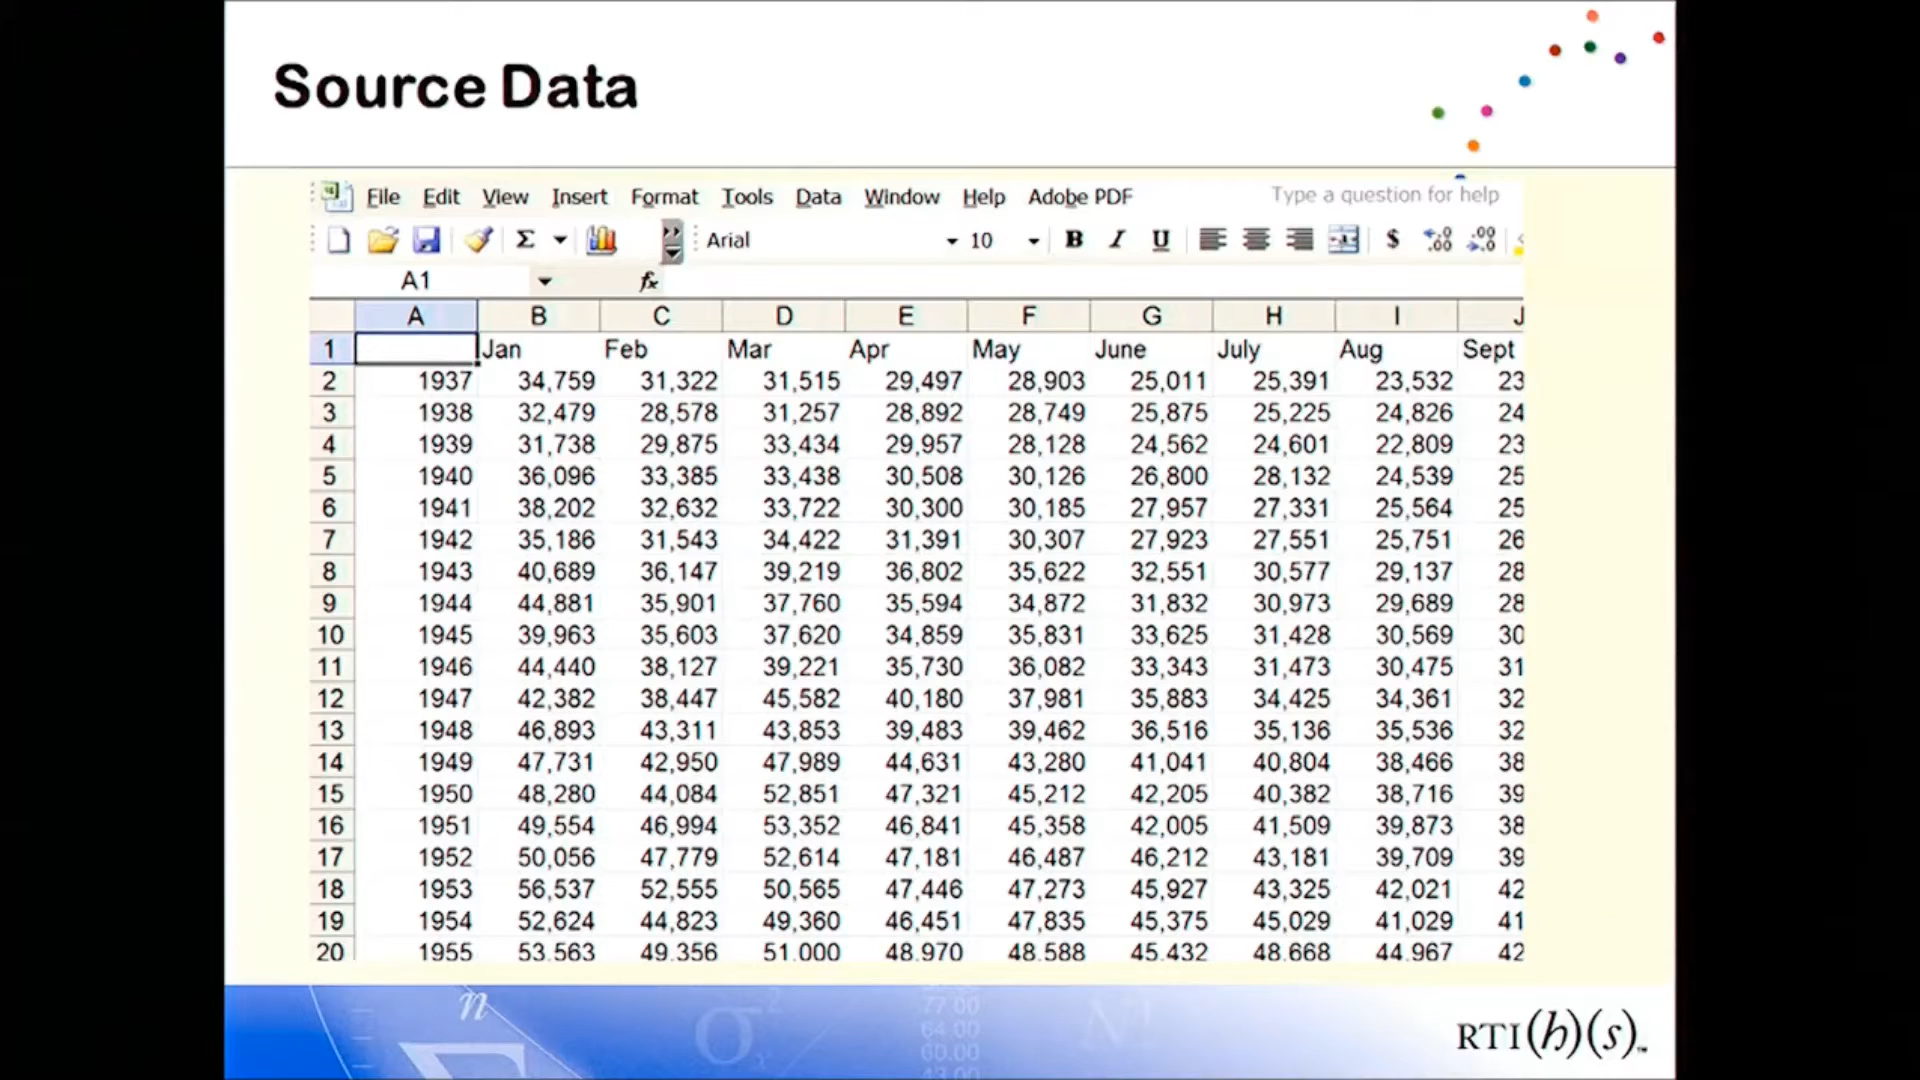 Source Data
File Edit View Insert Format Tools Data Window Help Adobe PDF Type a question for help
Σ Arial 10 B I U $ .00 .00
A1 fx
A B C D E F G H I J
1 Jan Feb Mar Apr May June July Aug Sept
2 1937 34,759 31,322 31,515 29,497 28,903 25,011 25,391 23,532 23
3 1938 32,479 28,578 31,257 28,892 28,749 25,875 25,225 24,826 24
4 1939 31,738 29,875 33,434 29,957 28,128 24,562 24,601 22,809 23
5 1940 36,096 33,385 33,438 30,508 30,126 26,800 28,132 24,539 25
6 1941 38,202 32,632 33,722 30,300 30,185 27,957 27,331 25,564 25
7 1942 35,186 31,543 34,422 31,391 30,307 27,923 27,551 25,751 26
8 1943 40,689 36,147 39,219 36,802 35,622 32,551 30,577 29,137 28
9 1944 44,881 35,901 37,760 35,594 34,872 31,832 30,973 29,689 28
10 1945 39,963 35,603 37,620 34,859 35,831 33,625 31,428 30,569 30
11 1946 44,440 38,127 39,221 35,730 36,082 33,343 31,473 30,475 31
12 1947 42,382 38,447 45,582 40,180 37,981 35,883 34,425 34,361 32
13 1948 46,893 43,311 43,853 39,483 39,462 36,516 35,136 35,536 32
14 1949 47,731 42,950 47,989 44,631 43,280 41,041 40,804 38,466 38
15 1950 48,280 44,084 52,851 47,321 45,212 42,205 40,382 38,716 39
16 1951 49,554 46,994 53,352 46,841 45,358 42,005 41,509 39,873 38
17 1952 50,056 47,779 52,614 47,181 46,487 46,212 43,181 39,709 39
18 1953 56,537 52,555 50,565 47,446 47,273 45,927 43,325 42,021 42
19 1954 52,624 44,823 49,360 46,451 47,835 45,375 45,029 41,029 41
20 1955 53,563 49,356 51,000 48,970 48,588 45,432 48,668 44,967 42
n
σ² 77.00
64.00
60.00
43.00
RTI(h)(s)™